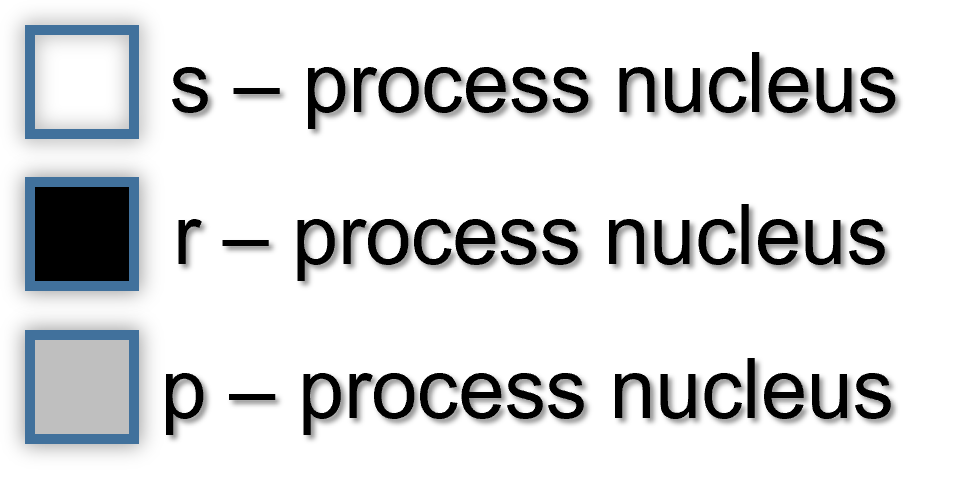 s – process nucleus
r – process nucleus
p – process nucleus